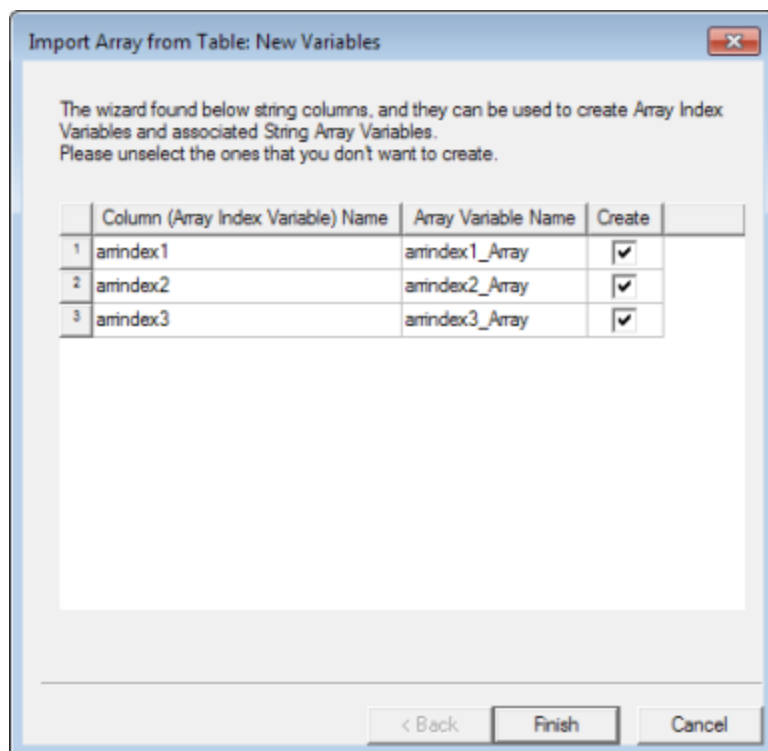 Import Array from Table: New Variables
The wizard found below string columns, and they can be used to create Array Index
Variables and associated String Array Variables.
Please unselect the ones that you don't want to create.
Column (Array Index Variable) Name Array Variable Name Create
1 arrindex1 arrindex1_Array
2 arrindex2 arrindex2_Array
3 arrindex3 arrindex3_Array
< Back Finish Cancel